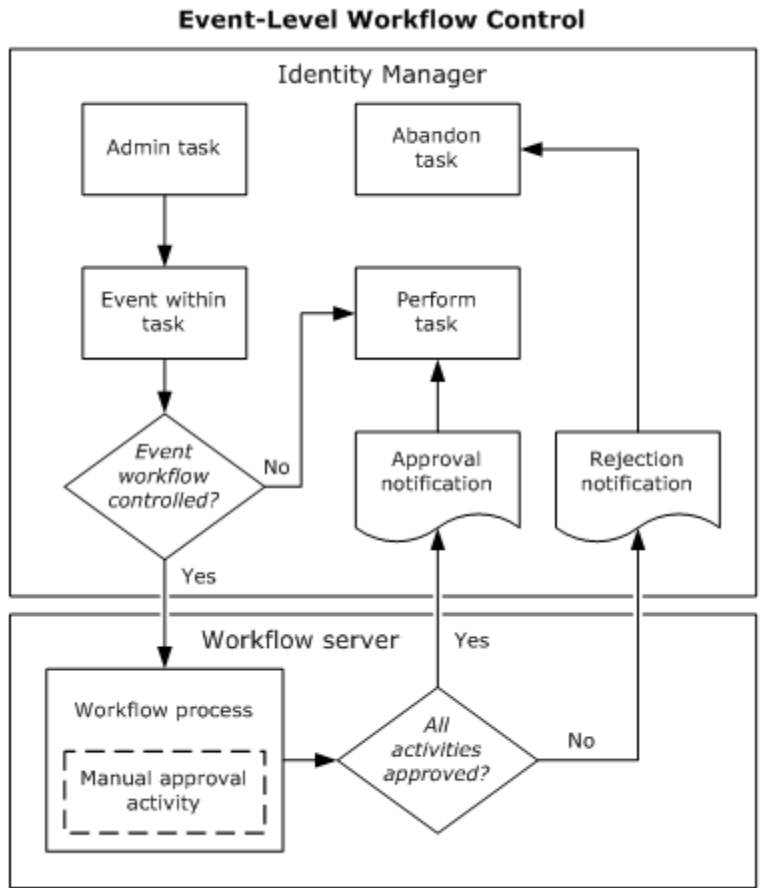 Event-Level Workflow Control
Identity Manager
Admin task
Abandon
task
Event within
task
Perform
task
Event
workflow
controlled?
No
Approval
notification
Rejection
notification
Yes
Workflow server
Yes
Workflow process
Manual approval
activity
All
activities
approved?
No